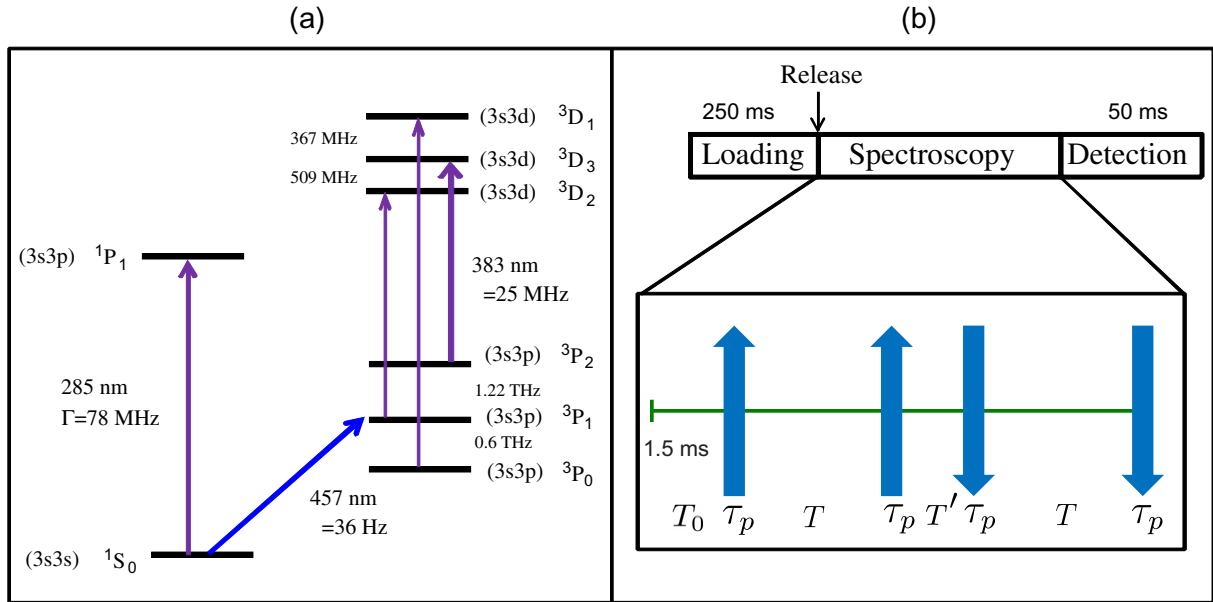 (a)
(3s3d) ³D₁
367 MHz
(3s3d) ³D₃
509 MHz
(3s3d) ³D₂
(3s3p) ¹P₁
383 nm
=25 MHz
(3s3p) ³P₂
285 nm
Γ=78 MHz
1.22 THz
(3s3p) ³P₁
0.6 THz
(3s3p) ³P₀
457 nm
=36 Hz
(3s3s) ¹S₀
(b)
Release
250 ms
50 ms
Loading Spectroscopy Detection
1.5 ms
T₀ τₚ T τₚ T′ τₚ T τₚ